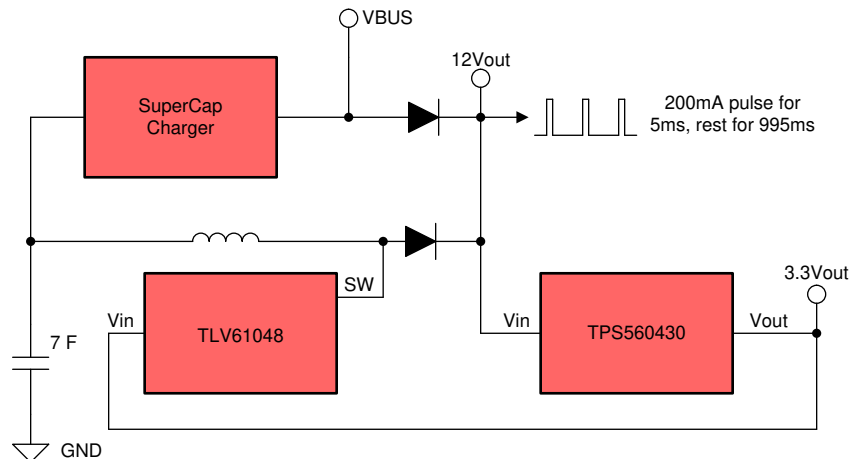 VBUS
12Vout
SuperCap
Charger
200mA pulse for
5ms, rest for 995ms
SW
3.3Vout
Vin
TLV61048
Vin
TPS560430
Vout
7 F
GND